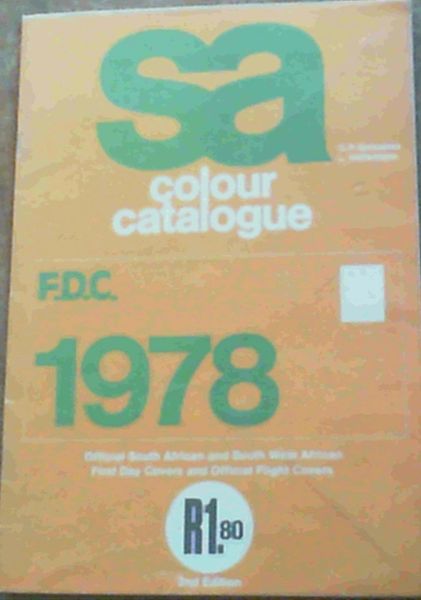 sa
colour
catalogue
F.D.C.
1978
Official South African and South West African
First Day Covers and Official Flight Covers
R1.80
2nd Edition